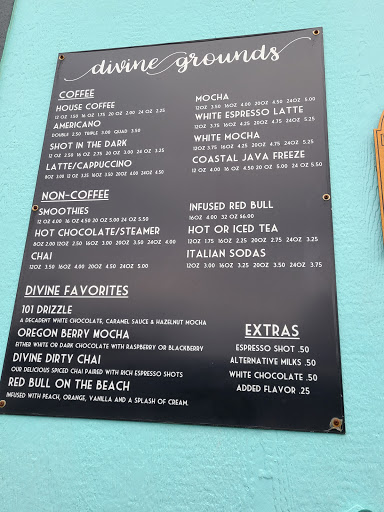 divine grounds
COFFEE
HOUSE COFFEE
12 OZ 1.50 16 OZ 1.75 20 OZ 2.00 24 OZ 2.25
AMERICANO
DOUBLE 2.50 TRIPLE 3.00 QUAD 3.50
SHOT IN THE DARK
12 OZ 2.50 16 OZ 2.75 20 OZ 3.00 24 OZ 3.25
LATTE/CAPPUCCINO
8OZ 3.00 12 OZ 3.25 16OZ 3.50 20OZ 4.00 24OZ 4.50
MOCHA
12OZ 3.50 16OZ 4.00 20OZ 4.50 24OZ 5.00
WHITE ESPRESSO LATTE
12OZ 3.75 16OZ 4.25 20OZ 4.75 24OZ 5.25
WHITE MOCHA
12OZ 3.75 16OZ 4.25 20OZ 4.75 24OZ 5.25
COASTAL JAVA FREEZE
12 OZ 4.00 16 OZ 4.50 20 OZ 5.00 24 OZ 5.50
NON-COFFEE
SMOOTHIES
12 OZ 4.00 16 OZ 4.50 20 OZ 5.00 24 OZ 5.50
HOT CHOCOLATE/STEAMER
8OZ 2.00 12OZ 2.50 16OZ 3.00 20OZ 3.50 24OZ 4.00
CHAI
12OZ 3.50 16OZ 4.00 20OZ 4.50 24OZ 5.00
INFUSED RED BULL
16OZ 4.00 32 OZ $6.00
HOT OR ICED TEA
12OZ 1.75 16OZ 2.25 20OZ 2.75 24OZ 3.25
ITALIAN SODAS
12OZ 3.00 16OZ 3.25 20OZ 3.50 24OZ 3.75
DIVINE FAVORITES
101 DRIZZLE
A DECADENT WHITE CHOCOLATE, CARAMEL SAUCE & HAZELNUT MOCHA
OREGON BERRY MOCHA
EITHER WHITE OR DARK CHOCOLATE WITH RASPBERRY OR BLACKBERRY
DIVINE DIRTY CHAI
OUR DELICIOUS SPICED CHAI PAIRED WITH RICH ESPRESSO SHOTS
RED BULL ON THE BEACH
INFUSED WITH PEACH, ORANGE, VANILLA AND A SPLASH OF CREAM.
EXTRAS
ESPRESSO SHOT .50
ALTERNATIVE MILKS .50
WHITE CHOCOLATE .50
ADDED FLAVOR .25